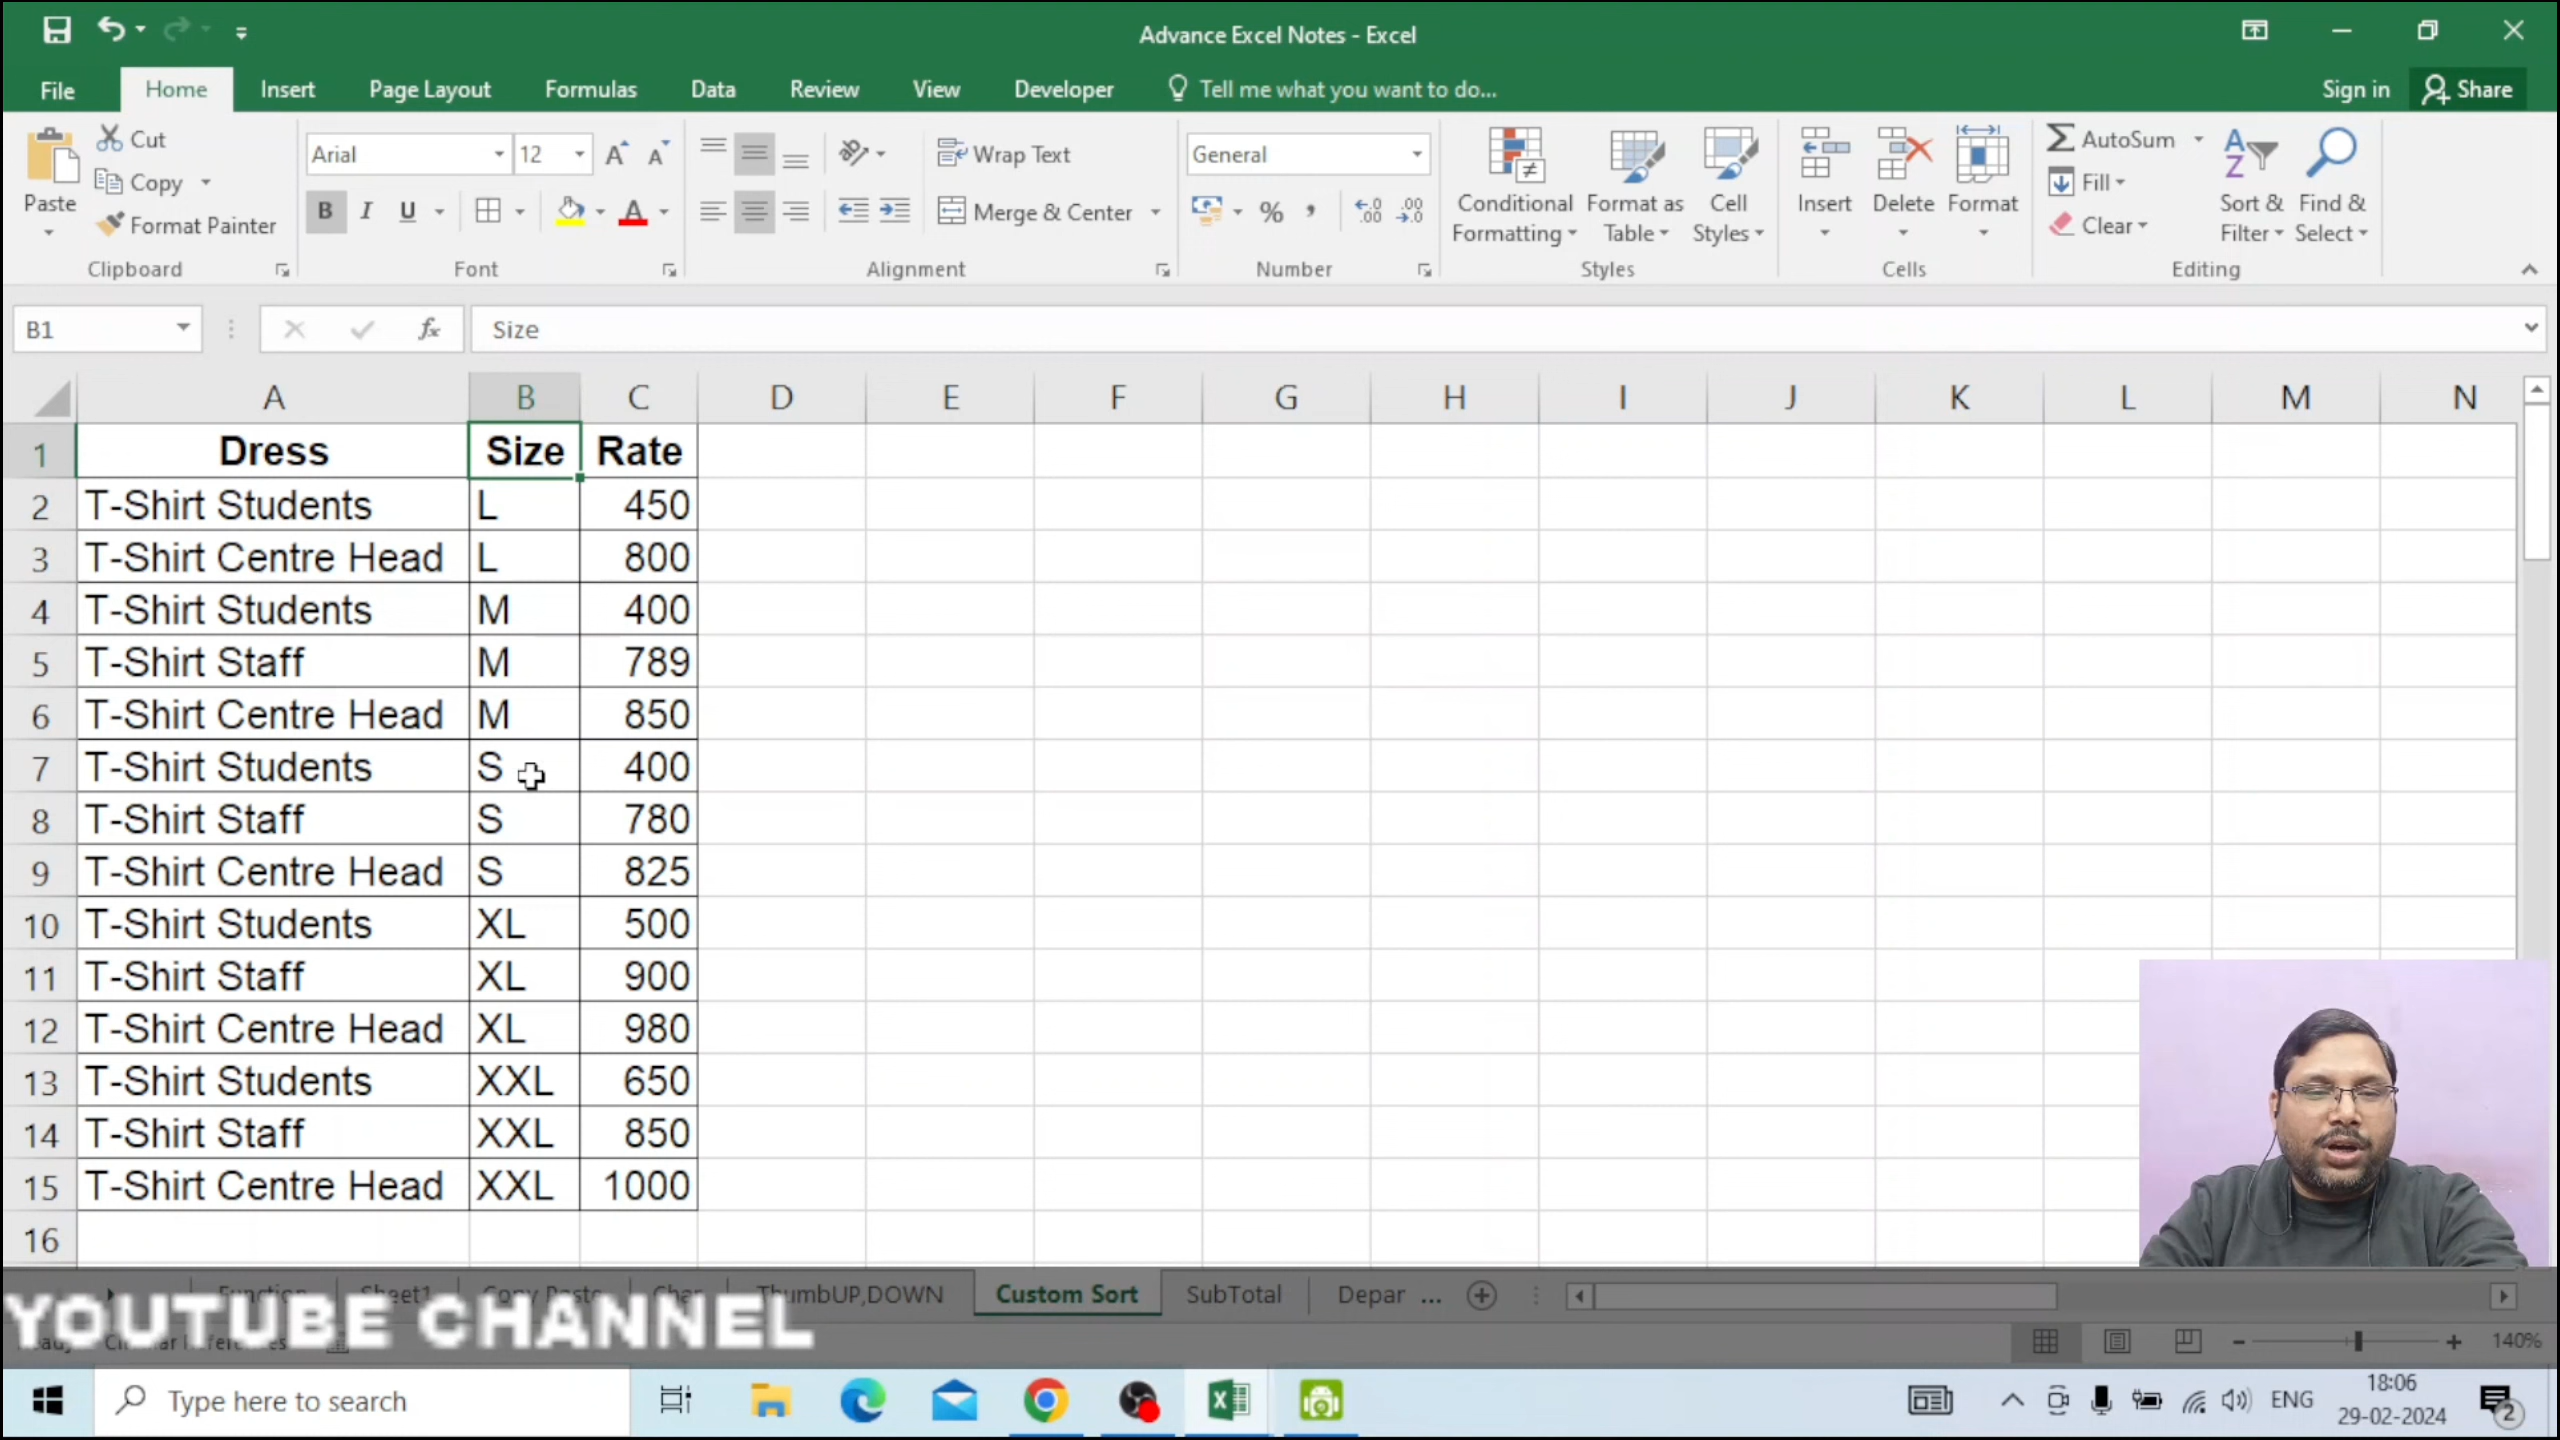 Advance Excel Notes - Excel
File Home Insert Page Layout Formulas Data Review View Developer Tell me what you want to do... Sign in Share
Paste Cut Copy Format Painter
Clipboard
Arial 12
B I U A
Font
Wrap Text
Merge & Center
Alignment
General
%
Number
Conditional Formatting Format as Table Cell Styles
Styles
Insert Delete Format
Cells
AutoSum Fill Clear
Sort & Filter Find & Select
Editing
B1 fx Size
A B C D E F G H I J K L M N
1 Dress Size Rate
2 T-Shirt Students L 450
3 T-Shirt Centre Head L 800
4 T-Shirt Students M 400
5 T-Shirt Staff M 789
6 T-Shirt Centre Head M 850
7 T-Shirt Students S 400
8 T-Shirt Staff S 780
9 T-Shirt Centre Head S 825
10 T-Shirt Students XL 500
11 T-Shirt Staff XL 900
12 T-Shirt Centre Head XL 980
13 T-Shirt Students XXL 650
14 T-Shirt Staff XXL 850
15 T-Shirt Centre Head XXL 1000
16
Function Sheet1 Copy Paste ThumbUP,DOWN Custom Sort SubTotal Depar ...
YOUTUBE CHANNEL
140%
Type here to search
ENG
18:06
29-02-2024
2